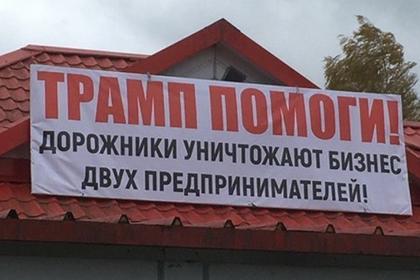 ТРАМП ПОМОГИ!
ДОРОЖНИКИ УНИЧТОЖАЮТ БИЗНЕС
ДВУХ ПРЕДПРИНИМАТЕЛЕЙ!